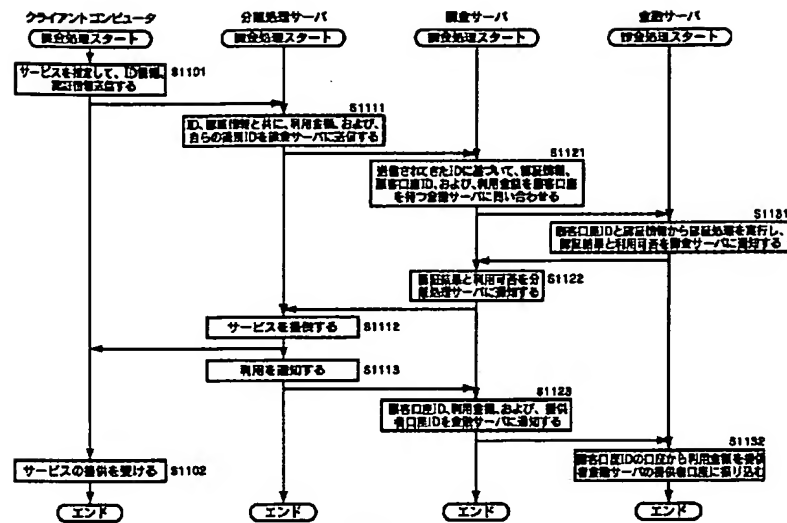 クライアントコンピュータ
分離処理サーバ
課金サーバ
金融サーバ
課金処理スタート
課金処理スタート
課金処理スタート
課金処理スタート
サービスを指定して、ID情報、
認証情報送信する
S1101
S1111
ID、認証情報と共に、利用金額、および、
自らの識別IDを課金サーバに送信する
S1121
送信されてきたIDに基づいて、認証情報、
顧客口座ID、および、利用金額を顧客口座
を持つ金融サーバに問い合わせる
S1131
顧客口座IDと認証情報から認証処理を実行し、
認証結果と利用可否を課金サーバに通知する
認証結果と利用可否を分
離処理サーバに通知する
S1122
サービスを提供する
S1112
利用を通知する
S1113
S1123
顧客口座ID、利用金額、および、提供
者口座IDを金融サーバに通知する
S1132
顧客口座IDの口座から利用金額を提供
者金融サーバの提供者口座に振り込む
サービスの提供を受ける
S1102
エンド
エンド
エンド
エンド